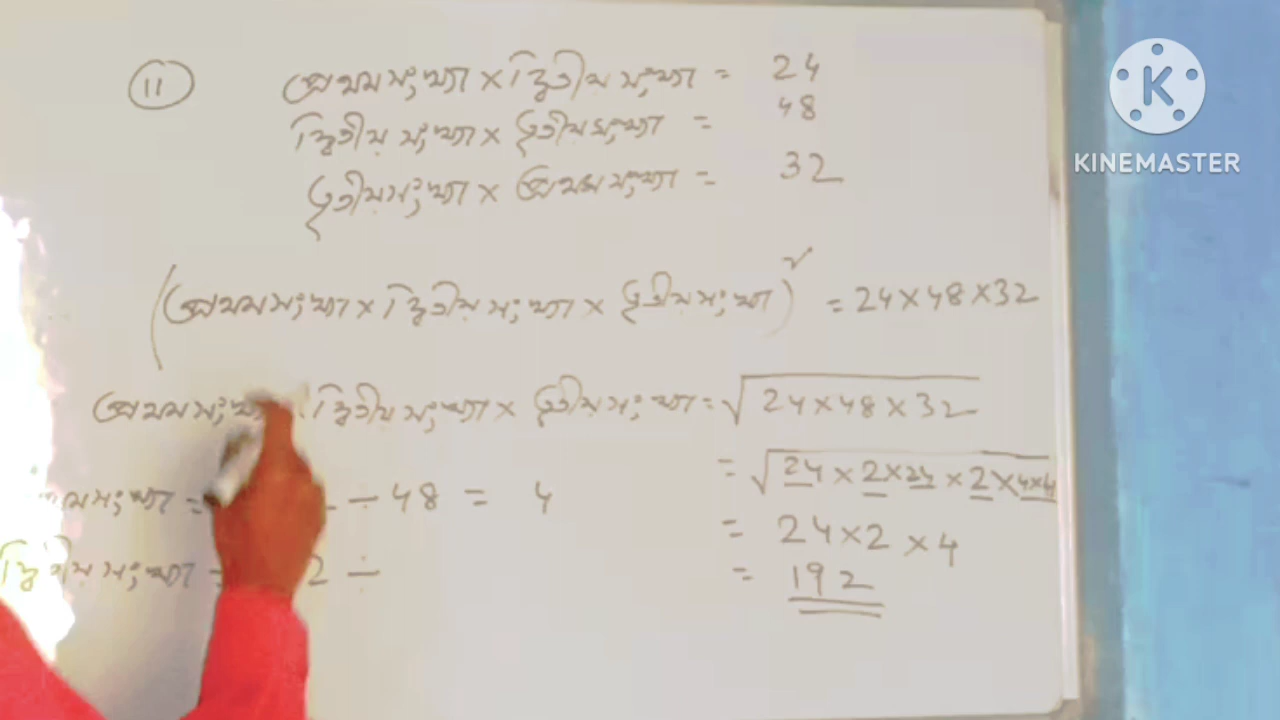 11 প্রথম সংখ্যা × দ্বিতীয় সংখ্যা = 24
দ্বিতীয় সংখ্যা × তৃতীয় সংখ্যা = 48
তৃতীয় সংখ্যা × প্রথম সংখ্যা = 32
KINEMASTER
(প্রথম সংখ্যা × দ্বিতীয় সংখ্যা × তৃতীয় সংখ্যা)² = 24×48×32
প্রথম সংখ্যা দ্বিতীয় সংখ্যা × তৃতীয় সংখ্যা = √24×48×32
= √24×2×24×2×4×4
সংখ্যা = ÷ 48 = 4
= 24×2×4
দ্বিতীয় সংখ্যা = 2 ÷
= 192